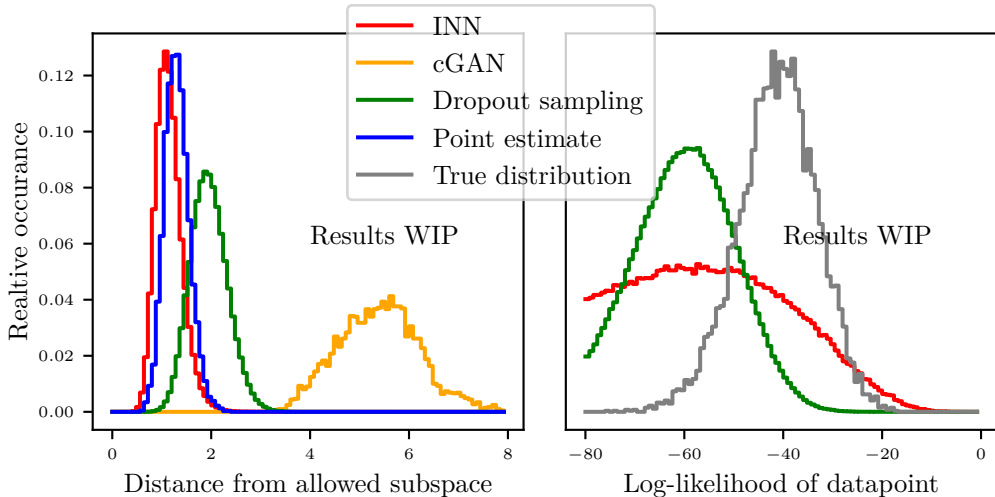 INN
cGAN
Dropout sampling
Point estimate
True distribution
Realtive occurance
0.12
0.10
0.08
0.06
0.04
0.02
0.00
Results WIP
0 2 4 6 8
Distance from allowed subspace
Results WIP
−80 −60 −40 −20 0
Log-likelihood of datapoint